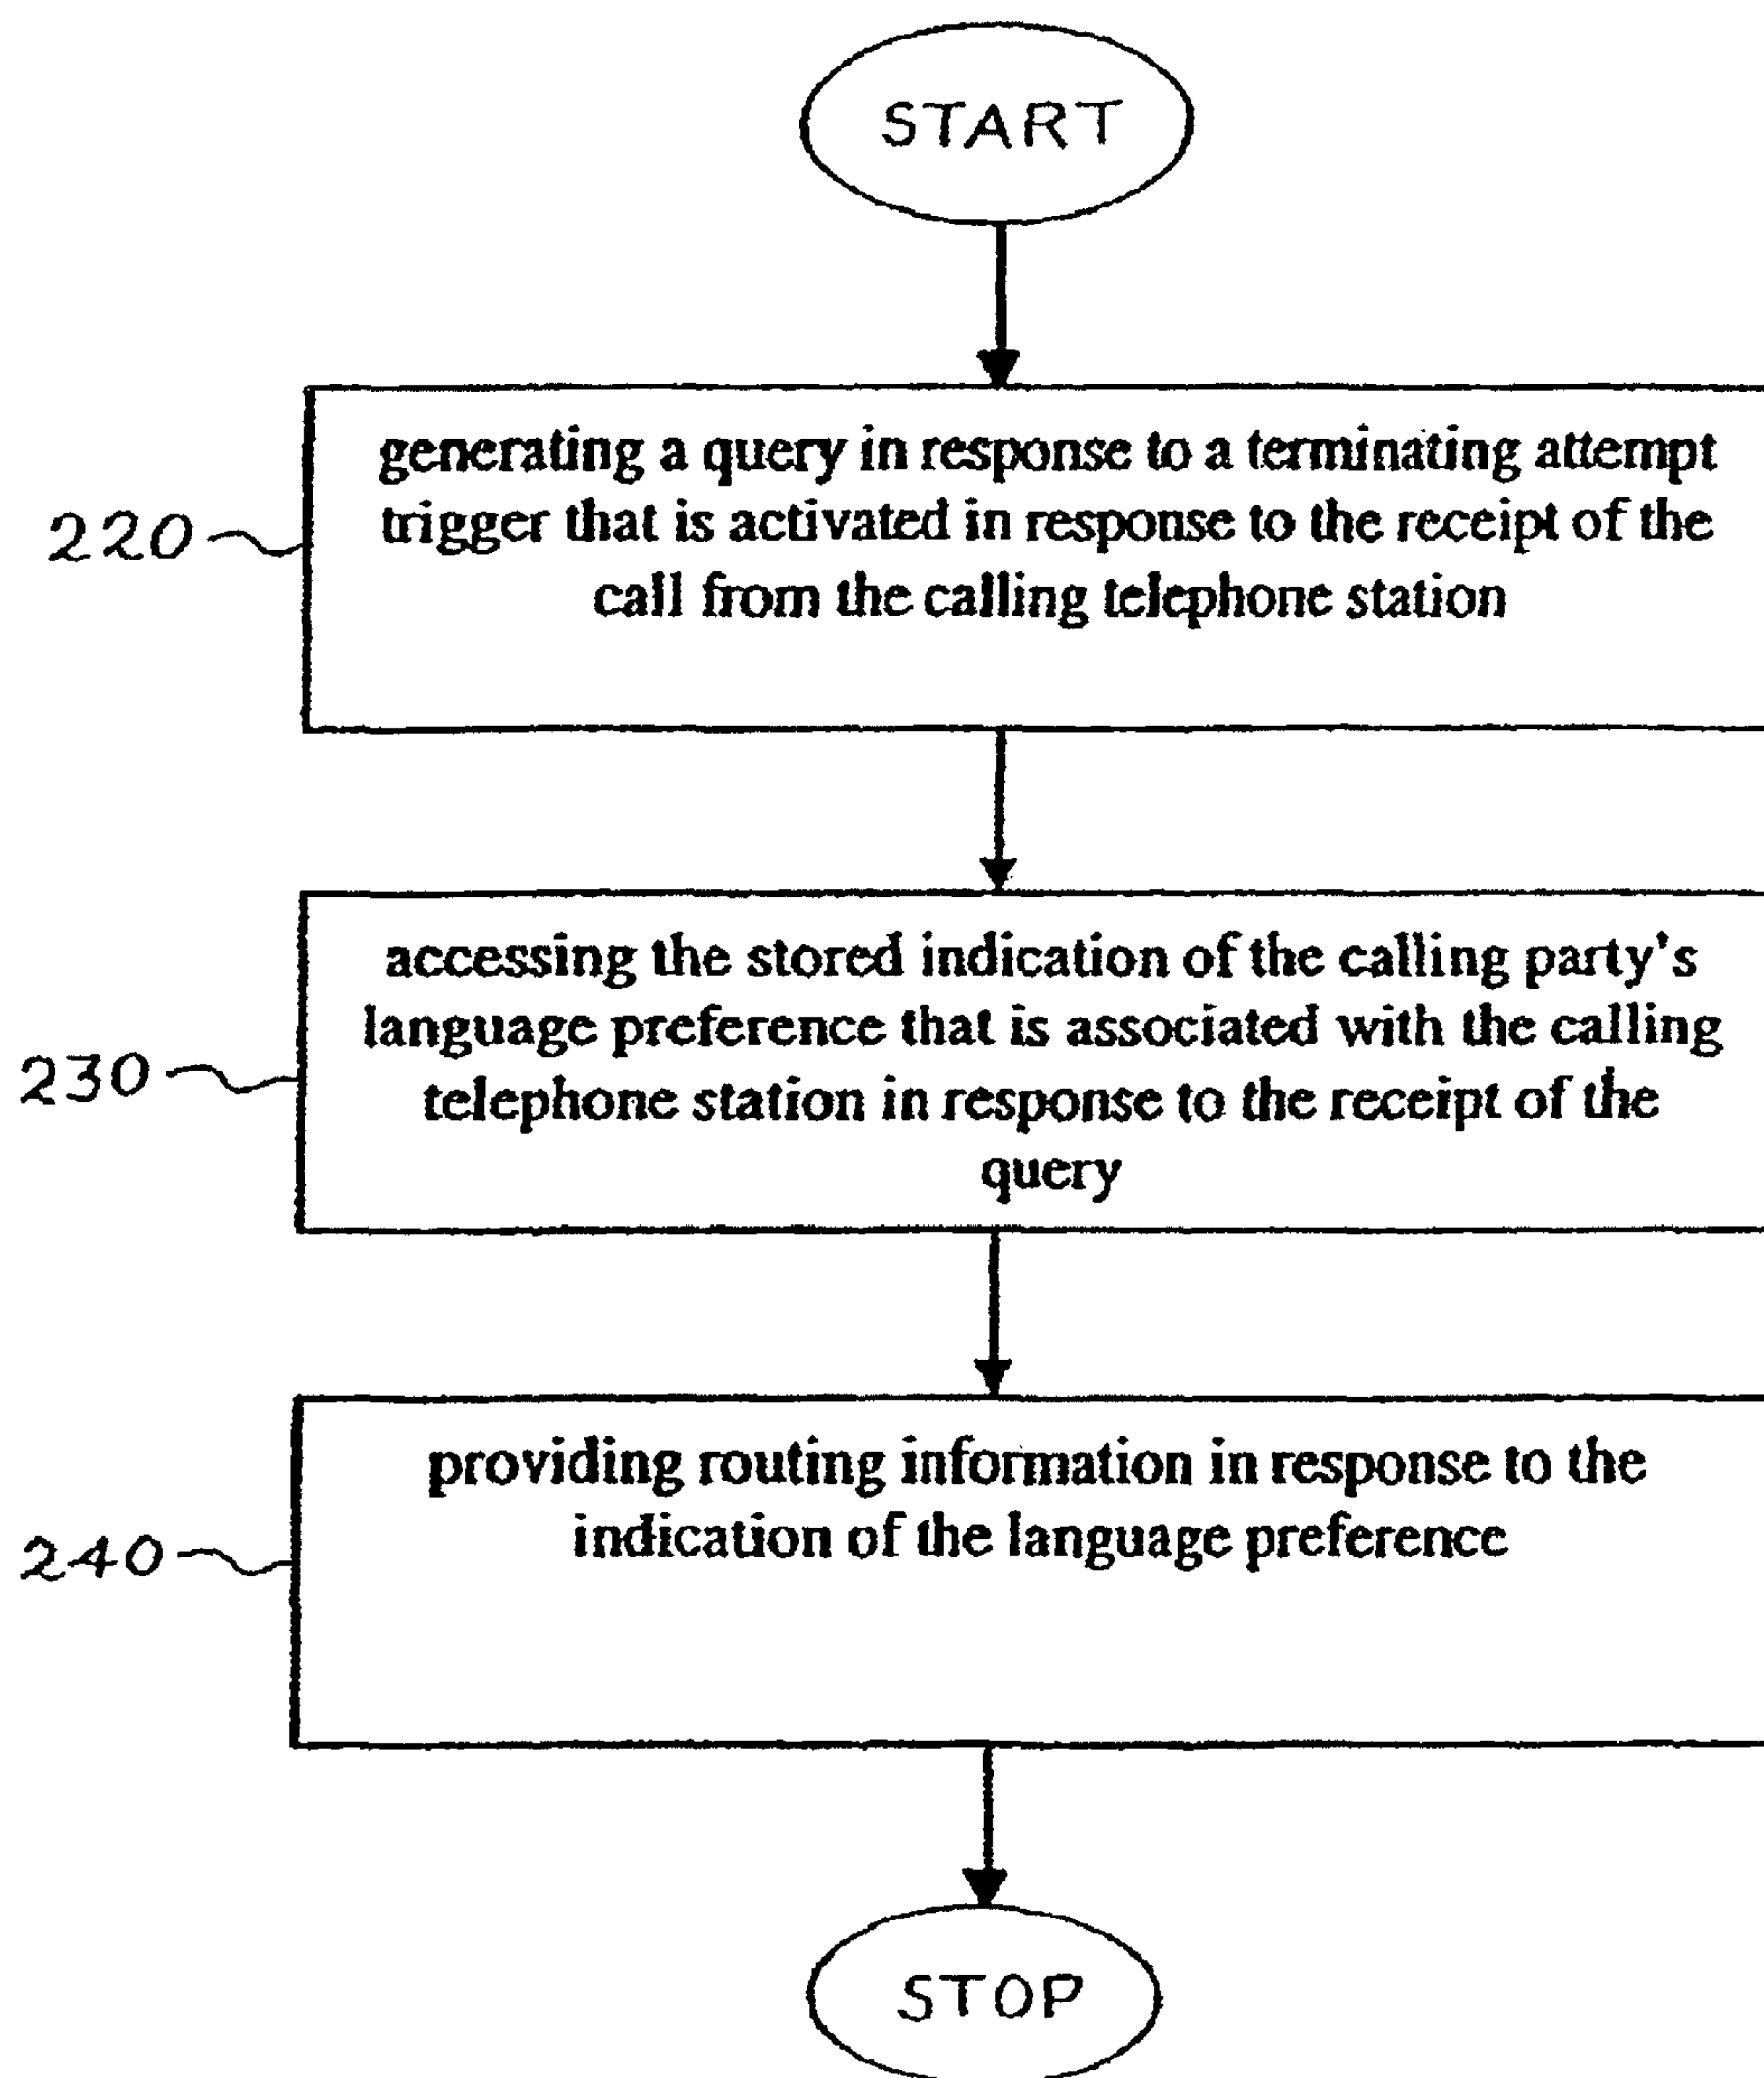 START
220
generating a query in response to a terminating attempt
trigger that is activated in response to the receipt of the
call from the calling telephone station
230
accessing the stored indication of the calling party's
language preference that is associated with the calling
telephone station in response to the receipt of the
query
240
providing routing information in response to the
indication of the language preference
STOP